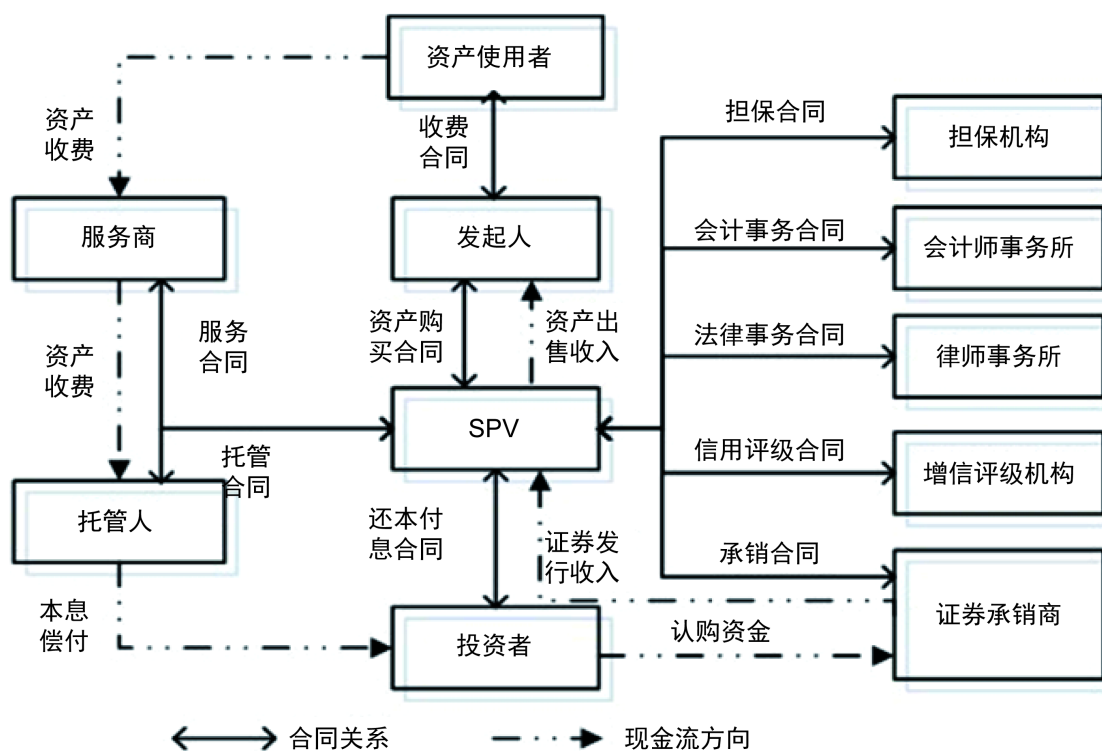 资产使用者
资产
收费
收费
合同
担保合同
担保机构
服务商
发起人
会计事务合同
会计师事务所
资产
收费
服务
合同
资产购
买合同
资产出
售收入
法律事务合同
律师事务所
SPV
托管
合同
信用评级合同
增信评级机构
托管人
还本付
息合同
证券发
行收入
承销合同
证券承销商
本息
偿付
投资者
认购资金
合同关系
现金流方向